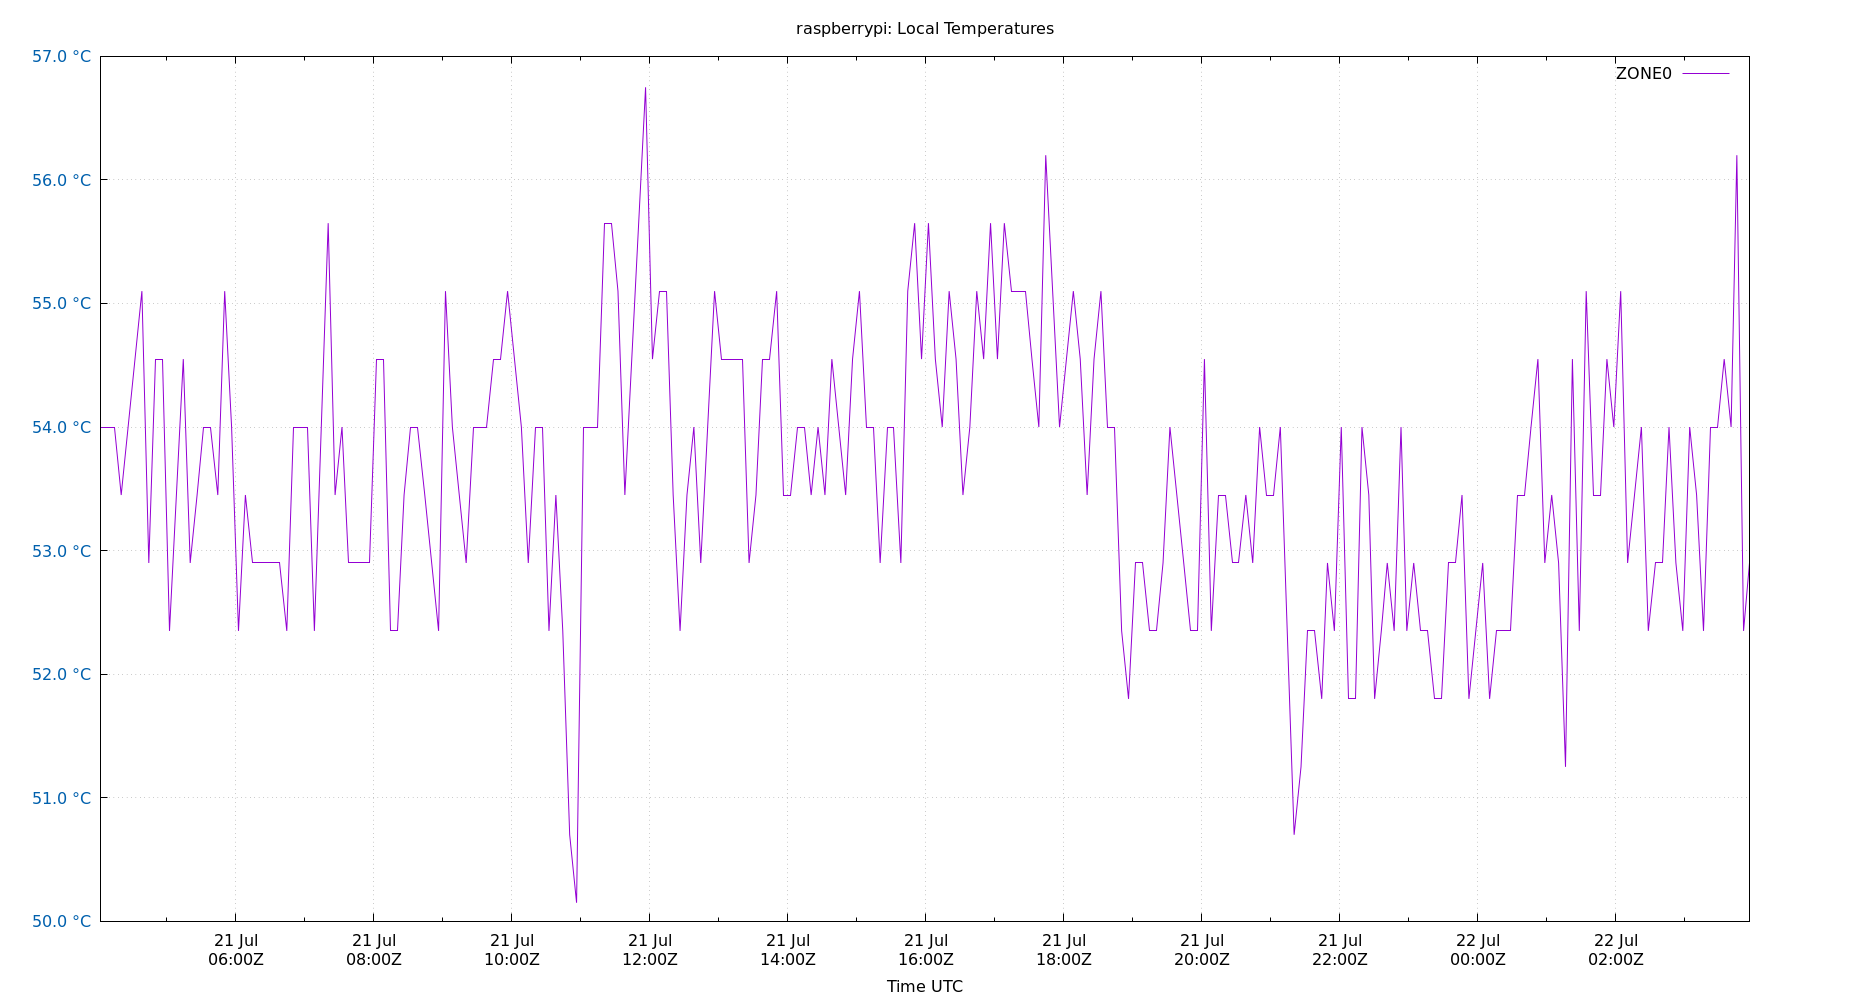 raspberrypi: Local Temperatures
57.0 °C
ZONE0
56.0 °C
55.0 °C
54.0 °C
53.0 °C
52.0 °C
51.0 °C
50.0 °C
21 Jul 21 Jul 21 Jul 21 Jul 21 Jul 21 Jul 21 Jul 21 Jul 21 Jul 22 Jul 22 Jul
06:00Z 08:00Z 10:00Z 12:00Z 14:00Z 16:00Z 18:00Z 20:00Z 22:00Z 00:00Z 02:00Z
Time UTC